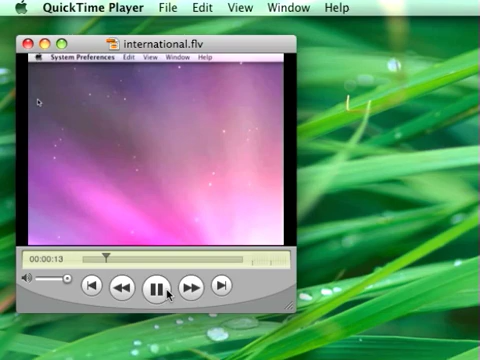 QuickTime Player File Edit View Window Help
international.flv
System Preferences Edit View Window Help
00:00:13